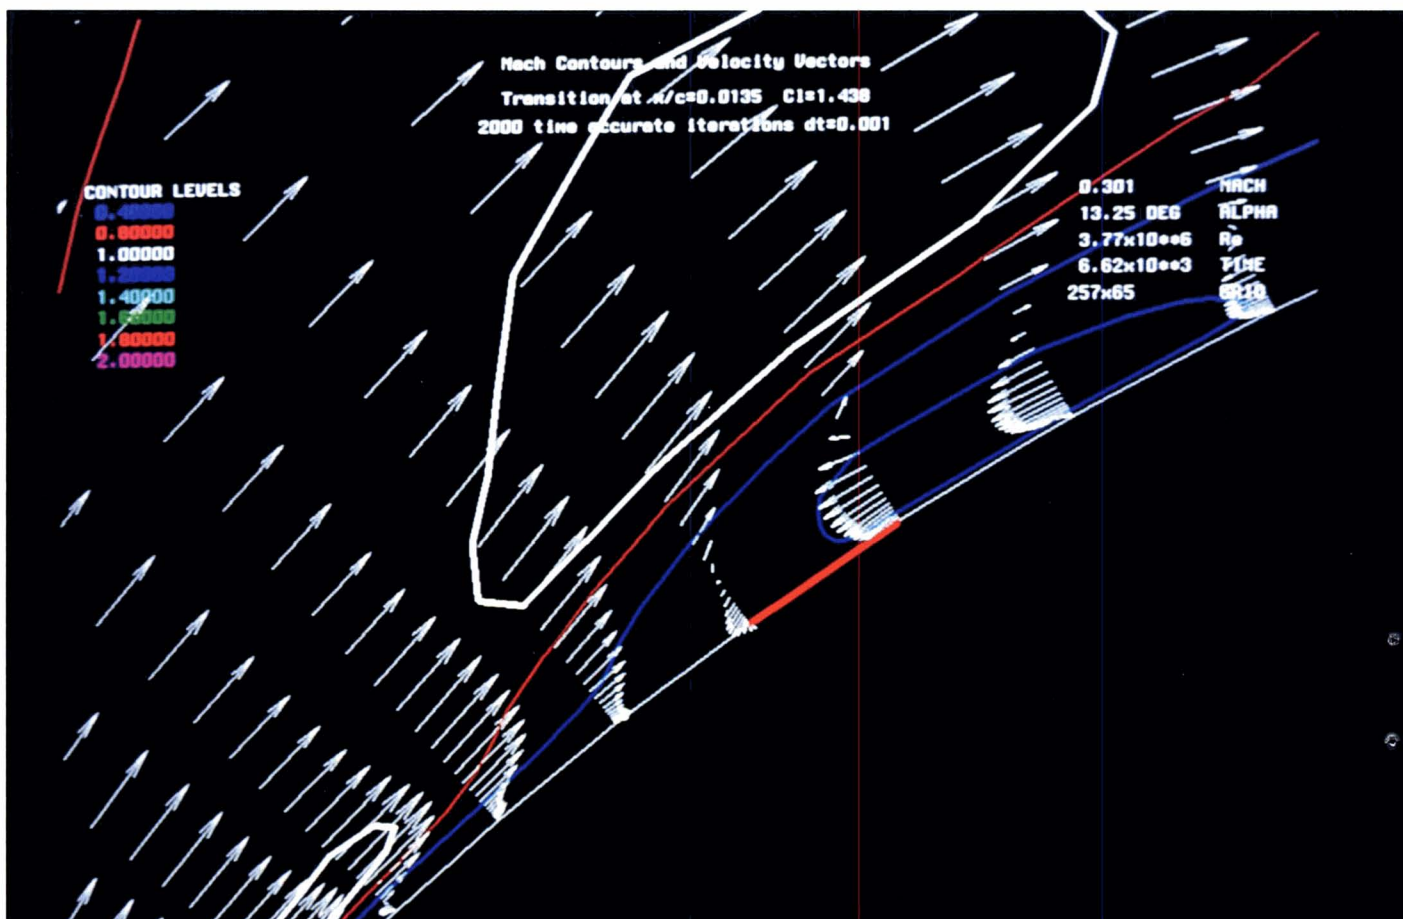 Mach Contours and Velocity Vectors
Transition at x/c=0.0135 Cl=1.438
2000 time accurate iterations dt=0.001
CONTOUR LEVELS
0.40000
0.80000
1.00000
1.20000
1.40000
1.60000
1.80000
2.00000
0.301 MACH
13.25 DEG ALPHA
3.77x10**6 Re
6.62x10**3 TIME
257x65 GRID